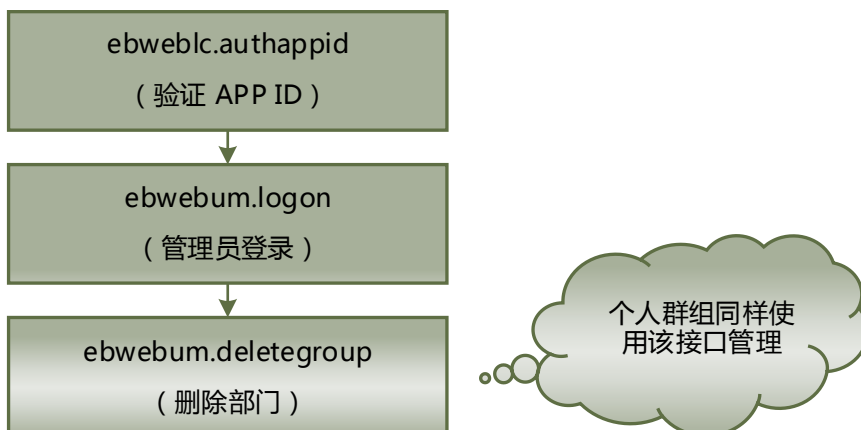 ebweblc.authappid
（验证 APP ID）
ebwebum.logon
（管理员登录）
ebwebum.deletegroup
（删除部门）
个人群组同样使
用该接口管理